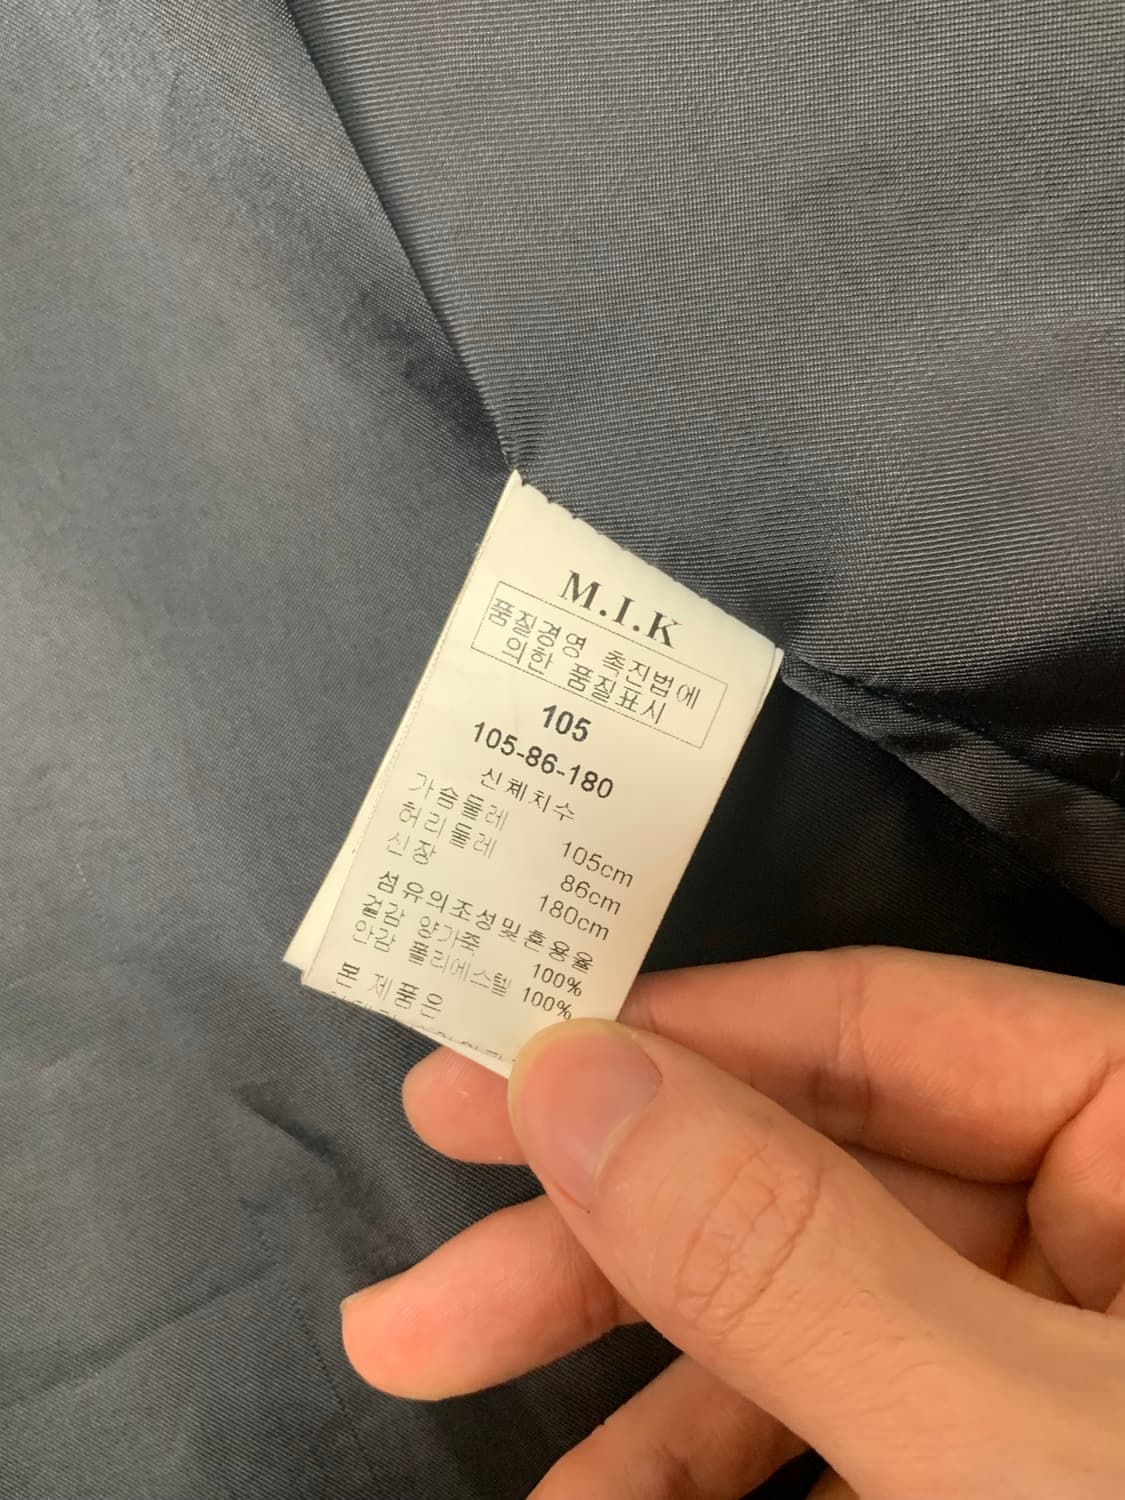 M.I.K
품질경영 촉진법에
의한 품질표시
105
105-86-180
신체치수
가슴둘레 105cm
허리둘레 86cm
신장 180cm
섬유의조성및혼용율
겉감 양가죽 100%
안감 폴리에스텔 100%
본 제품은